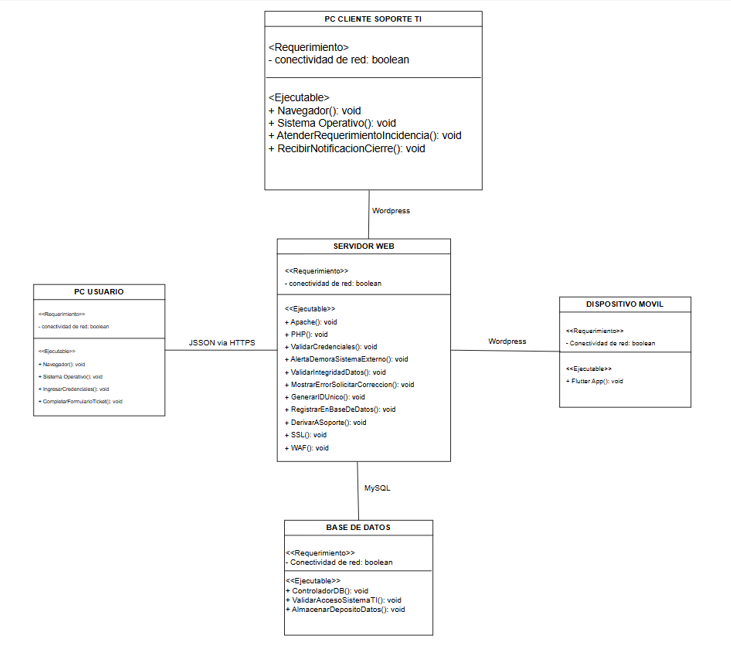 PC CLIENTE SOPORTE TI
<Requerimiento>
- conectividad de red: boolean
<Ejecutable>
+ Navegador(): void
+ Sistema Operativo(): void
+ AtenderRequerimientoIncidencia(): void
+ RecibirNotificacionCierre(): void
Wordpress
SERVIDOR WEB
<<Requerimiento>>
- conectividad de red: boolean
<<Ejecutable>>
+ Apache(): void
+ PHP(): void
+ ValidarCredenciales(): void
+ AlertaDemoraSistemaExterno(): void
+ ValidarIntegridadDatos(): void
+ MostrarErrorSolicitarCorreccion(): void
+ GenerarIDUnico(): void
+ RegistrarEnBaseDeDatos(): void
+ DerivarASoporte(): void
+ SSL(): void
+ WAF(): void
PC USUARIO
<<Requerimiento>>
- conectividad de red: boolean
<<Ejecutable>>
+ Navegador(): void
+ Sistema Operativo(): void
+ IngresarCredenciales(): void
+ CompletarFormularioTicket(): void
JSSON via HTTPS
Wordpress
DISPOSITIVO MOVIL
<<Requerimiento>>
- Conectividad de red: boolean
<<Ejecutable>>
+ Flutter App(): void
MySQL
BASE DE DATOS
<<Requerimiento>>
- Conectividad de red: boolean
<<Ejecutable>>
+ ControladorDB(): void
+ ValidarAccesoSistemaTI(): void
+ AlmacenarDepositoDatos(): void